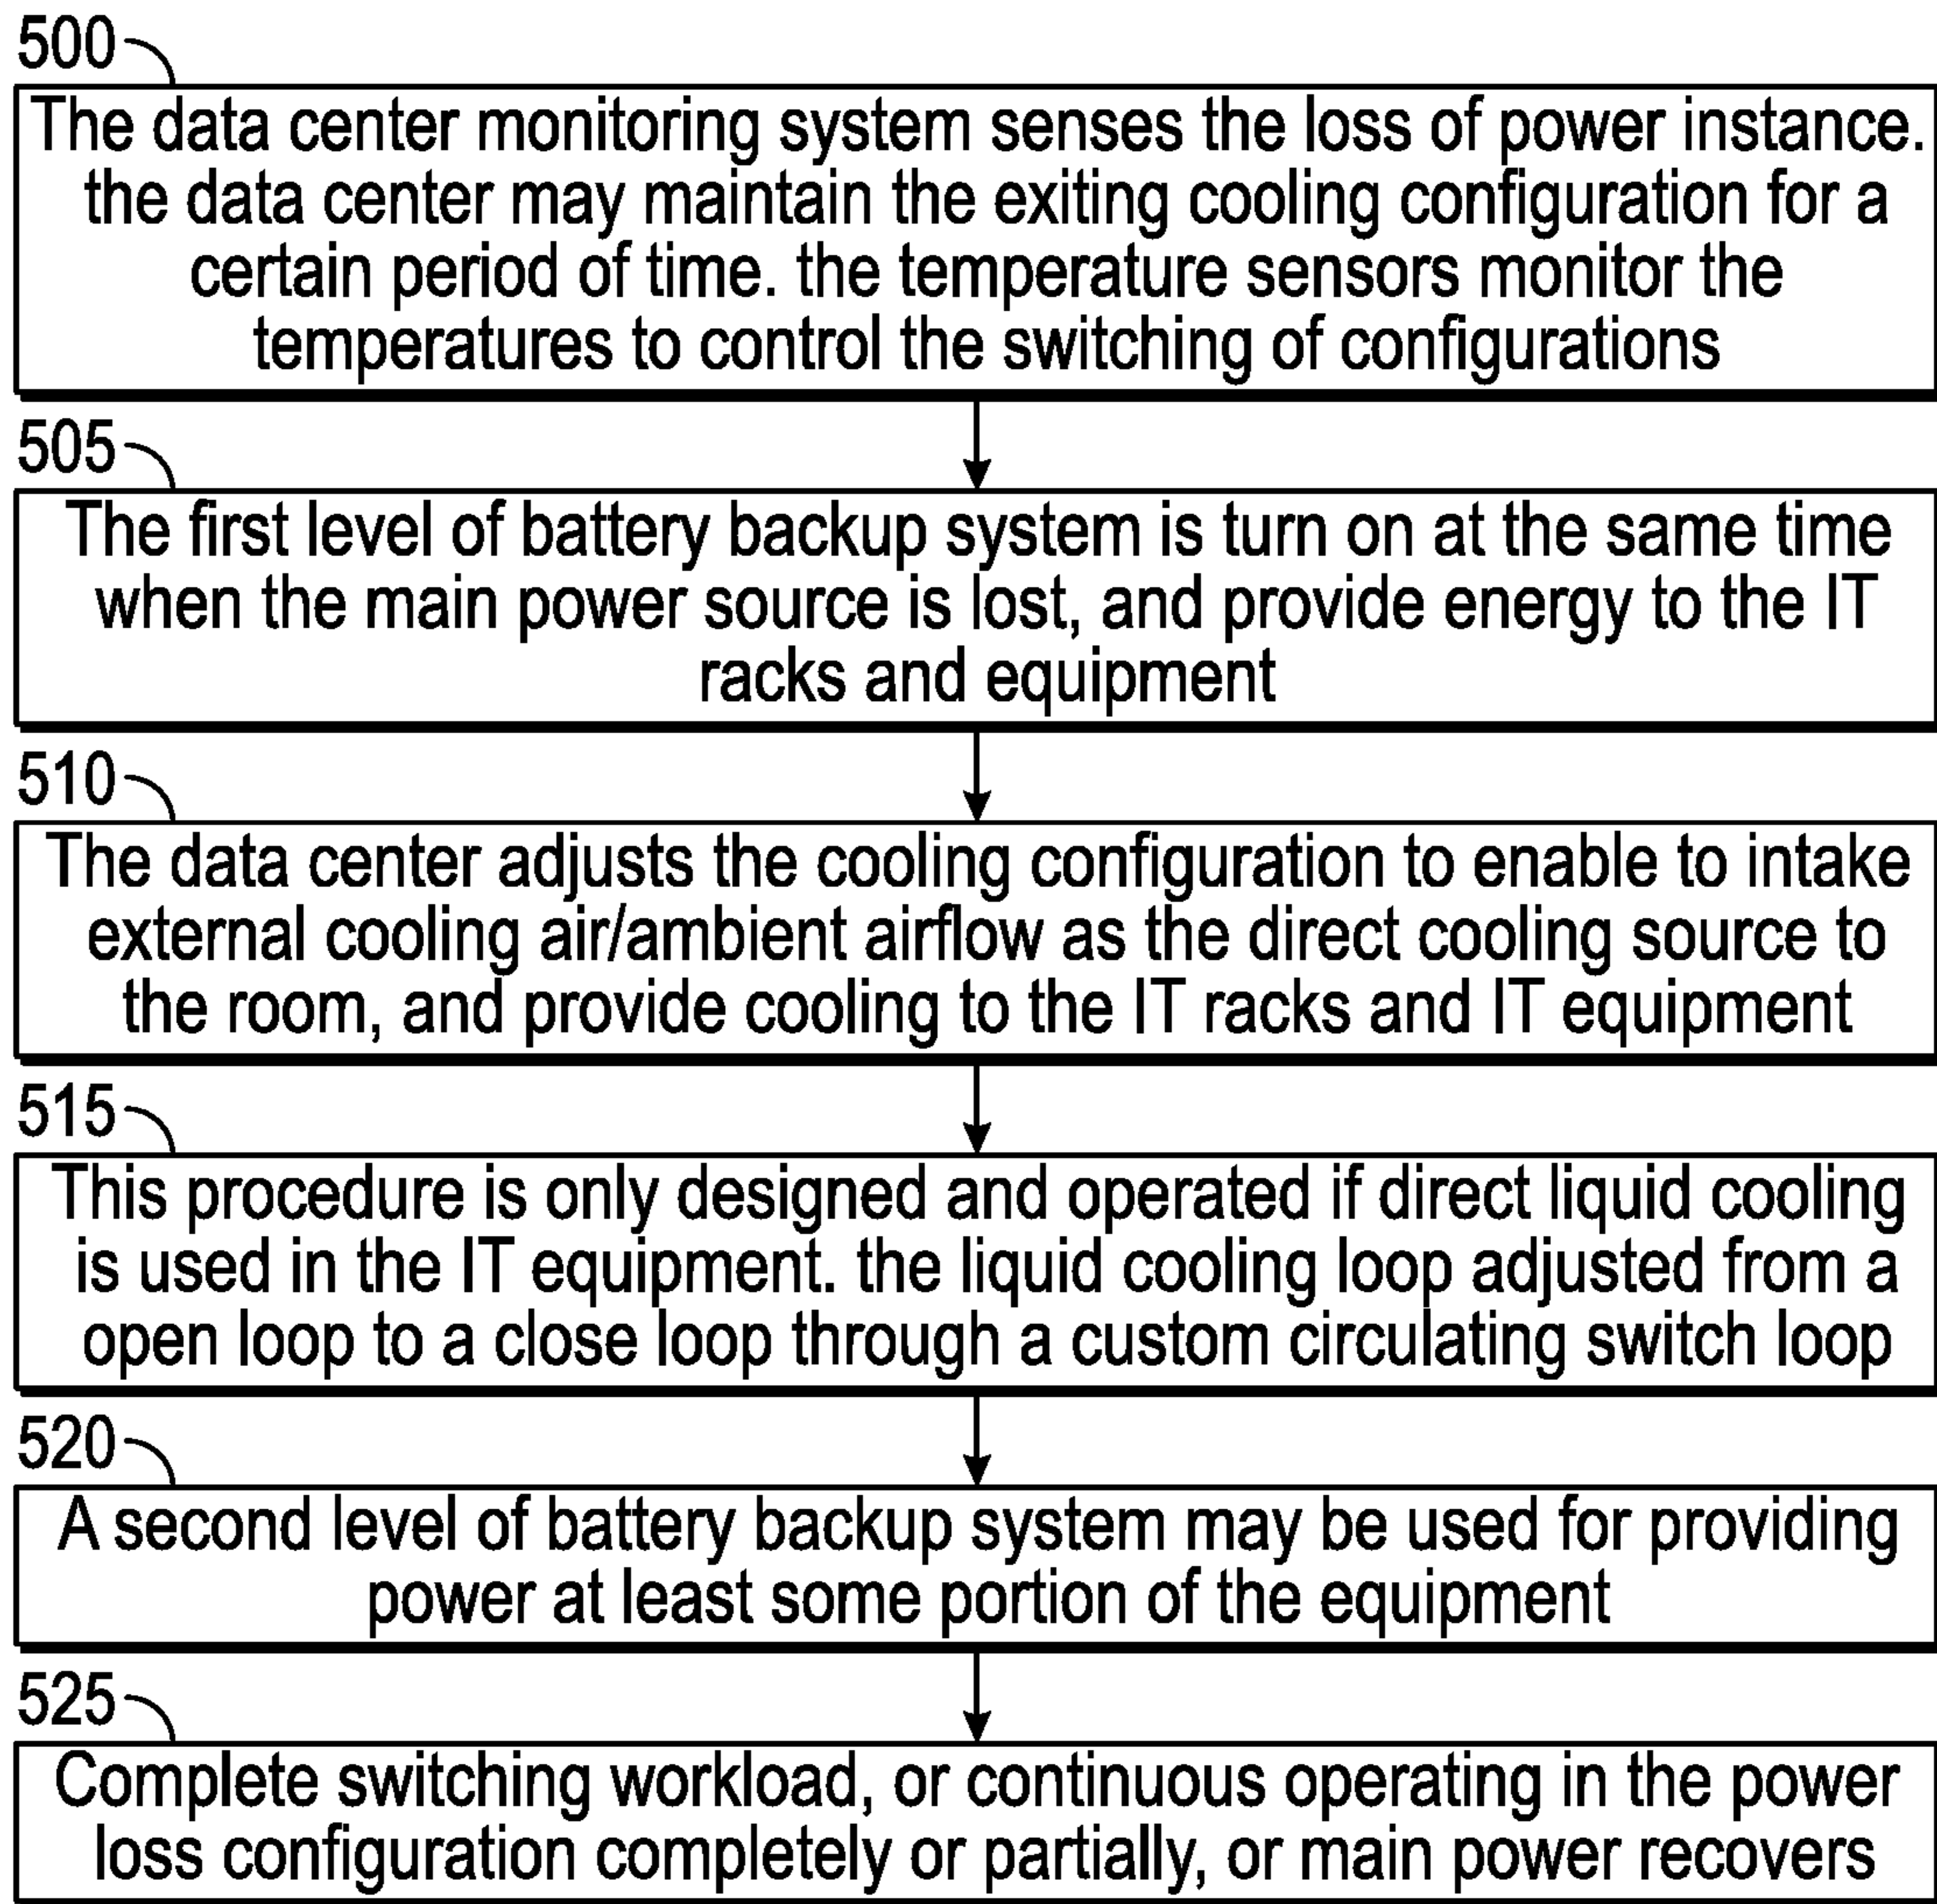 500
The data center monitoring system senses the loss of power instance.
the data center may maintain the exiting cooling configuration for a
certain period of time. the temperature sensors monitor the
temperatures to control the switching of configurations
505
The first level of battery backup system is turn on at the same time
when the main power source is lost, and provide energy to the IT
racks and equipment
510
The data center adjusts the cooling configuration to enable to intake
external cooling air/ambient airflow as the direct cooling source to
the room, and provide cooling to the IT racks and IT equipment
515
This procedure is only designed and operated if direct liquid cooling
is used in the IT equipment. the liquid cooling loop adjusted from a
open loop to a close loop through a custom circulating switch loop
520
A second level of battery backup system may be used for providing
power at least some portion of the equipment
525
Complete switching workload, or continuous operating in the power
loss configuration completely or partially, or main power recovers